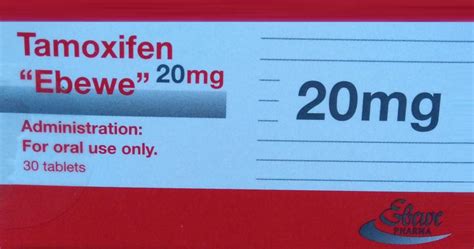 Tamoxifen
“Ebewe” 20mg
20mg
Administration:
For oral use only.
30 tablets
Ebewe
PHARMA